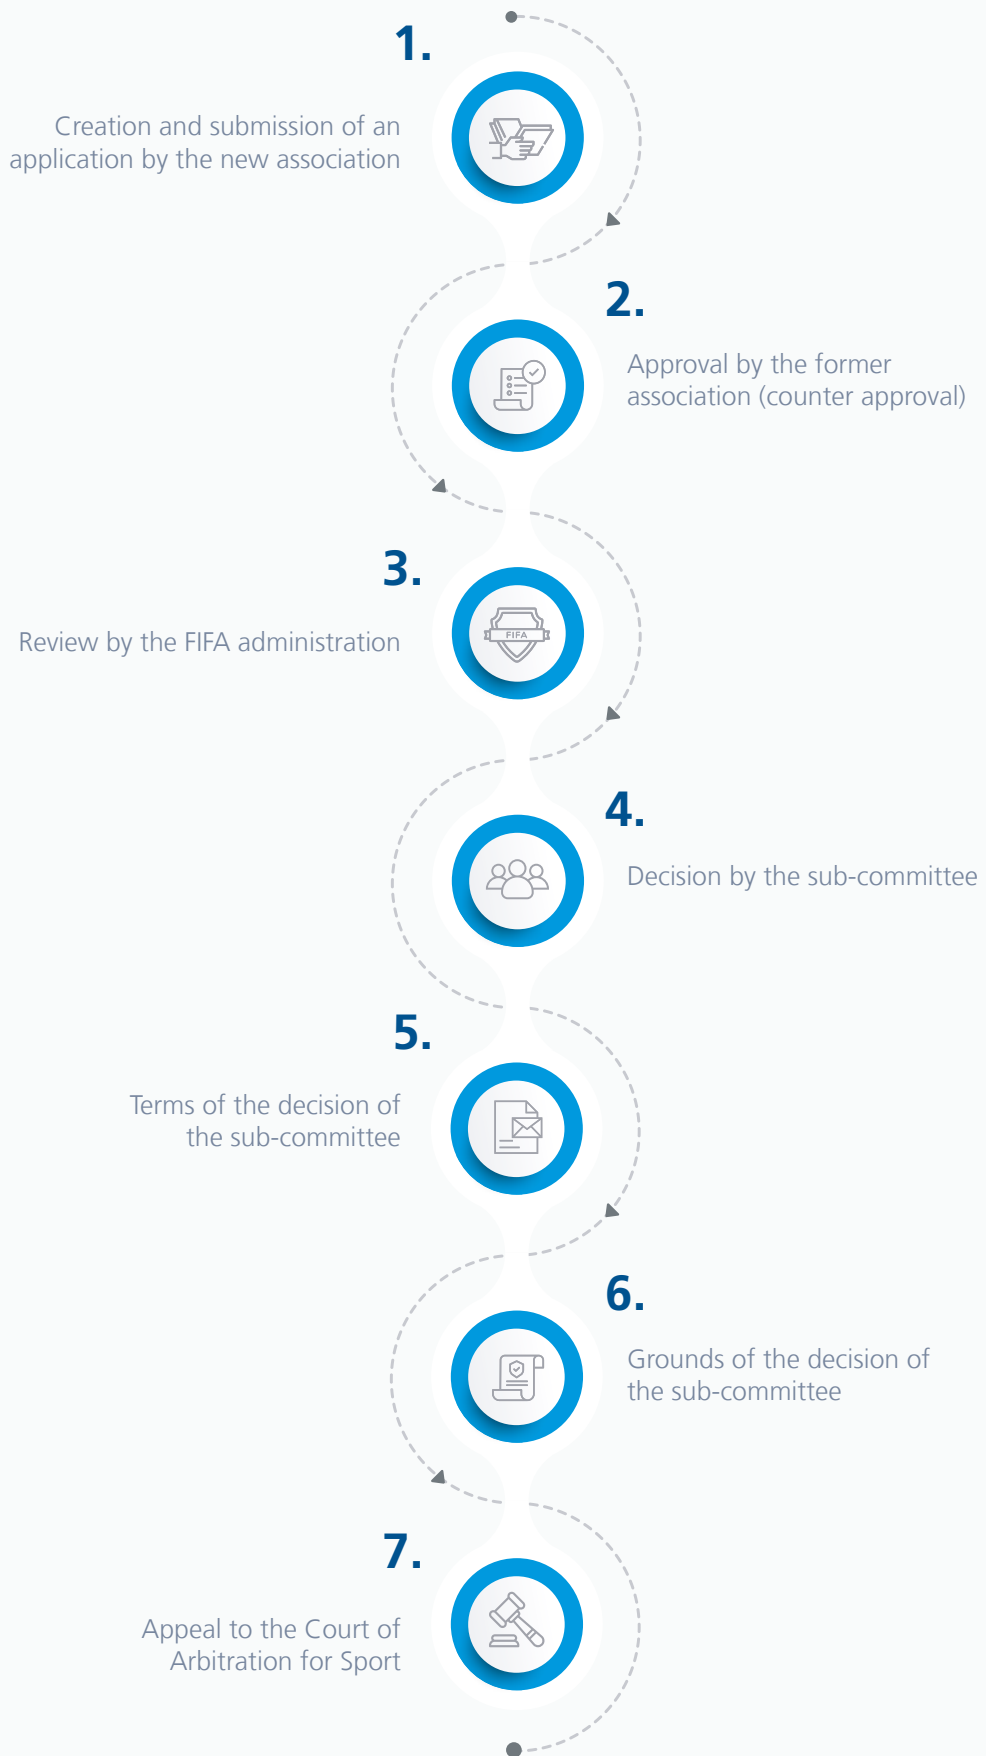 1.
Creation and submission of an
application by the new association
2.
Approval by the former
association (counter approval)
3.
FIFA
Review by the FIFA administration
4.
Decision by the sub-committee
5.
Terms of the decision of
the sub-committee
6.
Grounds of the decision of
the sub-committee
7.
Appeal to the Court of
Arbitration for Sport